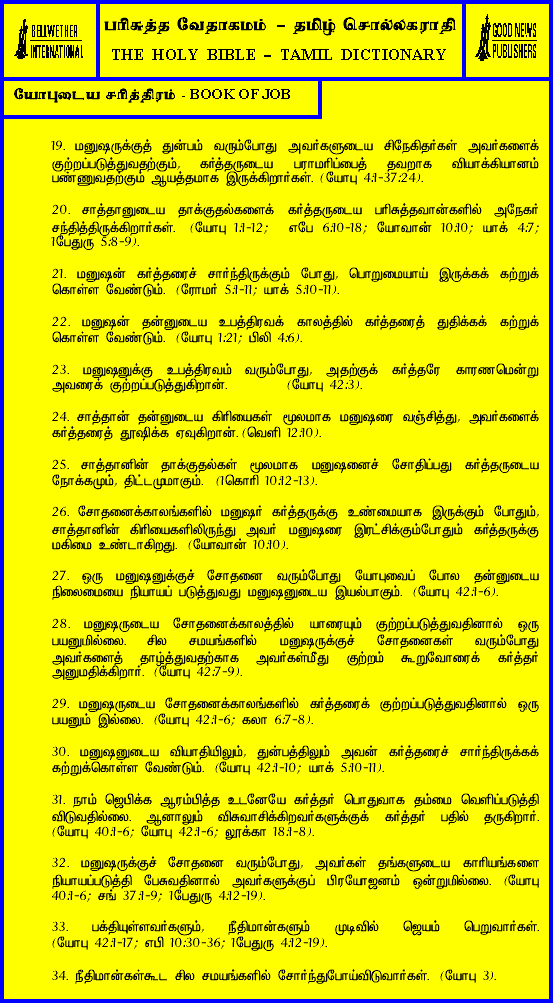 BELLWETHER
INTERNATIONAL
பரிசுத்த வேதாகமம் – தமிழ் சொல்லகராதி
THE HOLY BIBLE – TAMIL DICTIONARY
GOOD NEWS
PUBLISHERS
யோபுடைய சரித்திரம் - BOOK OF JOB
19. மனுஷருக்குத் துன்பம் வரும்போது அவர்களுடைய சிநேகிதர்கள் அவர்களைக்
குற்றப்படுத்துவதற்கும், கர்த்தருடைய பராமரிப்பைத் தவறாக வியாக்கியானம்
பண்ணுவதற்கும் ஆயத்தமாக இருக்கிறார்கள். (யோபு 4:1-37:24).
20. சாத்தானுடைய தாக்குதல்களைக் கர்த்தருடைய பரிசுத்தவான்களில் அநேகர்
சந்தித்திருக்கிறார்கள். (யோபு 1:1-12; எபே 6:10-18; யோவான் 10:10; யாக் 4:7;
1பேதுரு 5:8-9).
21. மனுஷன் கர்த்தரைச் சார்ந்திருக்கும் போது, பொறுமையாய் இருக்கக் கற்றுக்
கொள்ள வேண்டும். (ரோமர் 5:1-11; யாக் 5:10-11).
22. மனுஷன் தன்னுடைய உபத்திரவக் காலத்தில் கர்த்தரைத் துதிக்கக் கற்றுக்
கொள்ள வேண்டும். (யோபு 1:21; பிலி 4:6).
23. மனுஷனுக்கு உபத்திரவம் வரும்போது, அதற்குக் கர்த்தரே காரணமென்று
அவரைக் குற்றப்படுத்துகிறான். (யோபு 42:3).
24. சாத்தான் தன்னுடைய கிரியைகள் மூலமாக மனுஷரை வஞ்சித்து, அவர்களைக்
கர்த்தரைத் தூஷிக்க ஏவுகிறான். (வெளி 12:10).
25. சாத்தானின் தாக்குதல்கள் மூலமாக மனுஷனைச் சோதிப்பது கர்த்தருடைய
நோக்கமும், திட்டமுமாகும். (1கொரி 10:12-13).
26. சோதனைக்காலங்களில் மனுஷர் கர்த்தருக்கு உண்மையாக இருக்கும் போதும்,
சாத்தானின் கிரியைகளிலிருந்து அவர் மனுஷரை இரட்சிக்கும்போதும் கர்த்தருக்கு
மகிமை உண்டாகிறது. (யோவான் 10:10).
27. ஒரு மனுஷனுக்குச் சோதனை வரும்போது யோபுவைப் போல தன்னுடைய
நிலைமையை நியாயப் படுத்துவது மனுஷனுடைய இயல்பாகும். (யோபு 42:1-6).
28. மனுஷருடைய சோதனைக்காலத்தில் யாரையும் குற்றப்படுத்துவதினால் ஒரு
பயனுமில்லை. சில சமயங்களில் மனுஷருக்குச் சோதனைகள் வரும்போது
அவர்களைத் தாழ்த்துவதற்காக அவர்கள்மீது குற்றம் கூறுவோரைக் கர்த்தர்
அனுமதிக்கிறார். (யோபு 42:7-9).
29. மனுஷருடைய சோதனைக்காலங்களில் கர்த்தரைக் குற்றப்படுத்துவதினால் ஒரு
பயனும் இல்லை. (யோபு 42:1-6; கலா 6:7-8).
30. மனுஷனுடைய வியாதியிலும், துன்பத்திலும் அவன் கர்த்தரைச் சார்ந்திருக்கக்
கற்றுக்கொள்ள வேண்டும். (யோபு 42:1-10; யாக் 5:10-11).
31. நாம் ஜெபிக்க ஆரம்பித்த உடனேயே கர்த்தர் பொதுவாக தம்மை வெளிப்படுத்தி
விடுவதில்லை. ஆனாலும் விசுவாசிக்கிறவர்களுக்குக் கர்த்தர் பதில் தருகிறார்.
(யோபு 40:1-6; யோபு 42:1-6; லூக்கா 18:1-8).
32. மனுஷருக்குச் சோதனை வரும்போது, அவர்கள் தங்களுடைய காரியங்களை
நியாயப்படுத்தி பேசுவதினால் அவர்களுக்குப் பிரயோஜனம் ஒன்றுமில்லை. (யோபு
40:1-6; சங் 37:1-9; 1பேதுரு 4:12-19).
33. பக்தியுள்ளவர்களும், நீதிமான்களும் முடிவில் ஜெயம் பெறுவார்கள்.
(யோபு 42:1-17; எபி 10:30-36; 1பேதுரு 4:12-19).
34. நீதிமான்கள்கூட சில சமயங்களில் சோர்ந்துபோய்விடுவார்கள். (யோபு 3).